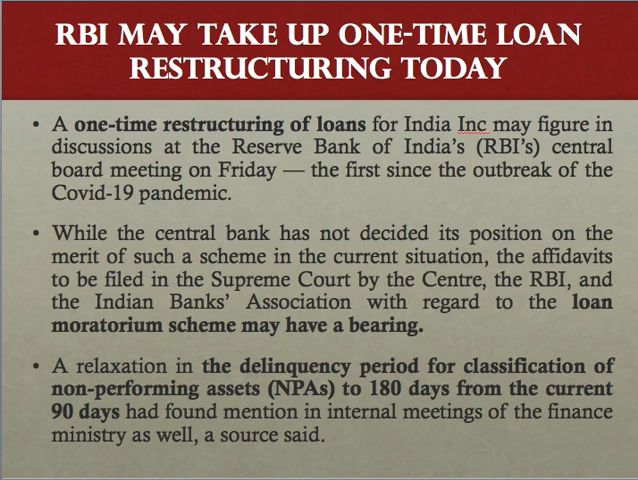 RBI MAY TAKE UP ONE-TIME LOAN
RESTRUCTURING TODAY
• A one-time restructuring of loans for India Inc may figure in
discussions at the Reserve Bank of India's (RBI's) central
board meeting on Friday — the first since the outbreak of the
Covid-19 pandemic.
• While the central bank has not decided its position on the
merit of such a scheme in the current situation, the affidavits
to be filed in the Supreme Court by the Centre, the RBI, and
the Indian Banks' Association with regard to the loan
moratorium scheme may have a bearing.
• A relaxation in the delinquency period for classification of
non-performing assets (NPAs) to 180 days from the current
90 days had found mention in internal meetings of the finance
ministry as well, a source said.